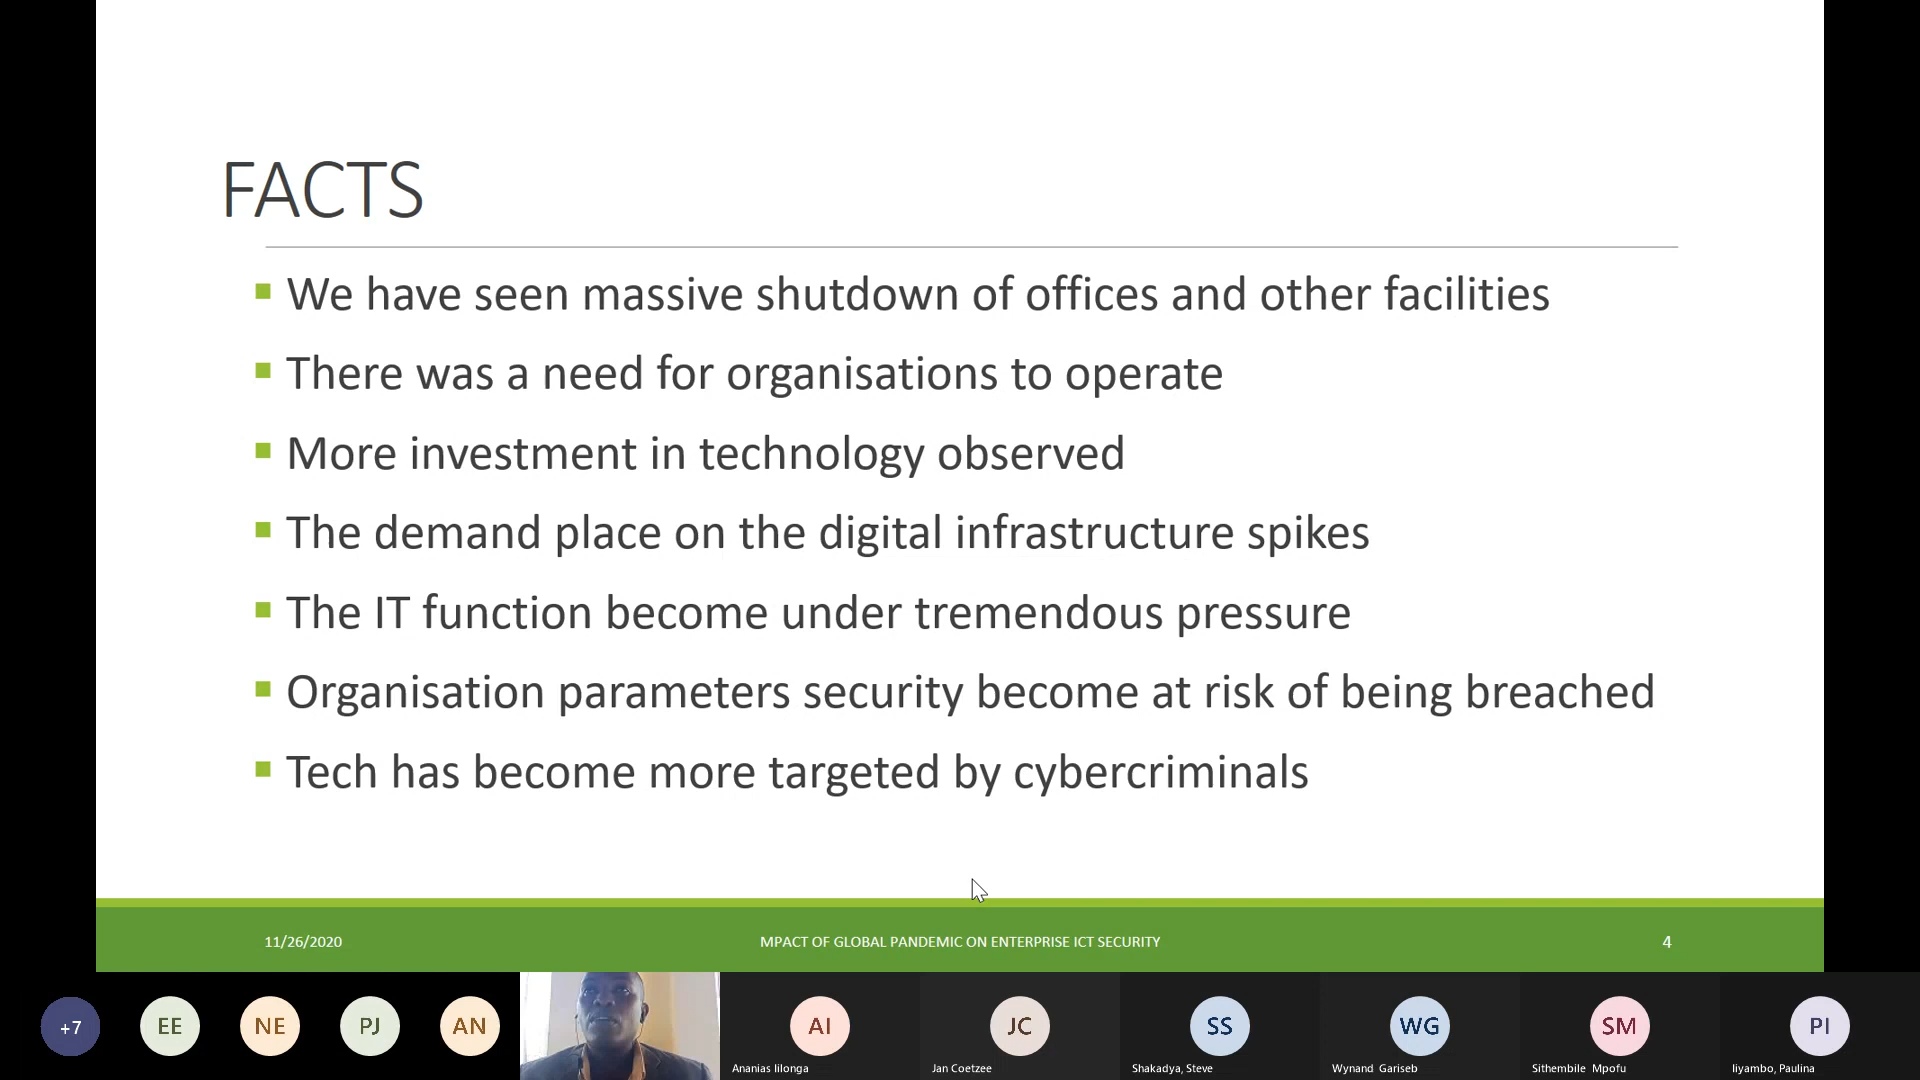 FACTS
We have seen massive shutdown of offices and other facilities
There was a need for organisations to operate
More investment in technology observed
The demand place on the digital infrastructure spikes
The IT function become under tremendous pressure
Organisation parameters security become at risk of being breached
Tech has become more targeted by cybercriminals
11/26/2020
MPACT OF GLOBAL PANDEMIC ON ENTERPRISE ICT SECURITY
4
+7
EE
NE
PJ
AN
AI
JC
SS
WG
SM
PI
Ananias Iilonga
Jan Coetzee
Shakadya, Steve
Wynand Gariseb
Sithembile Mpofu
Iiyambo, Paulina